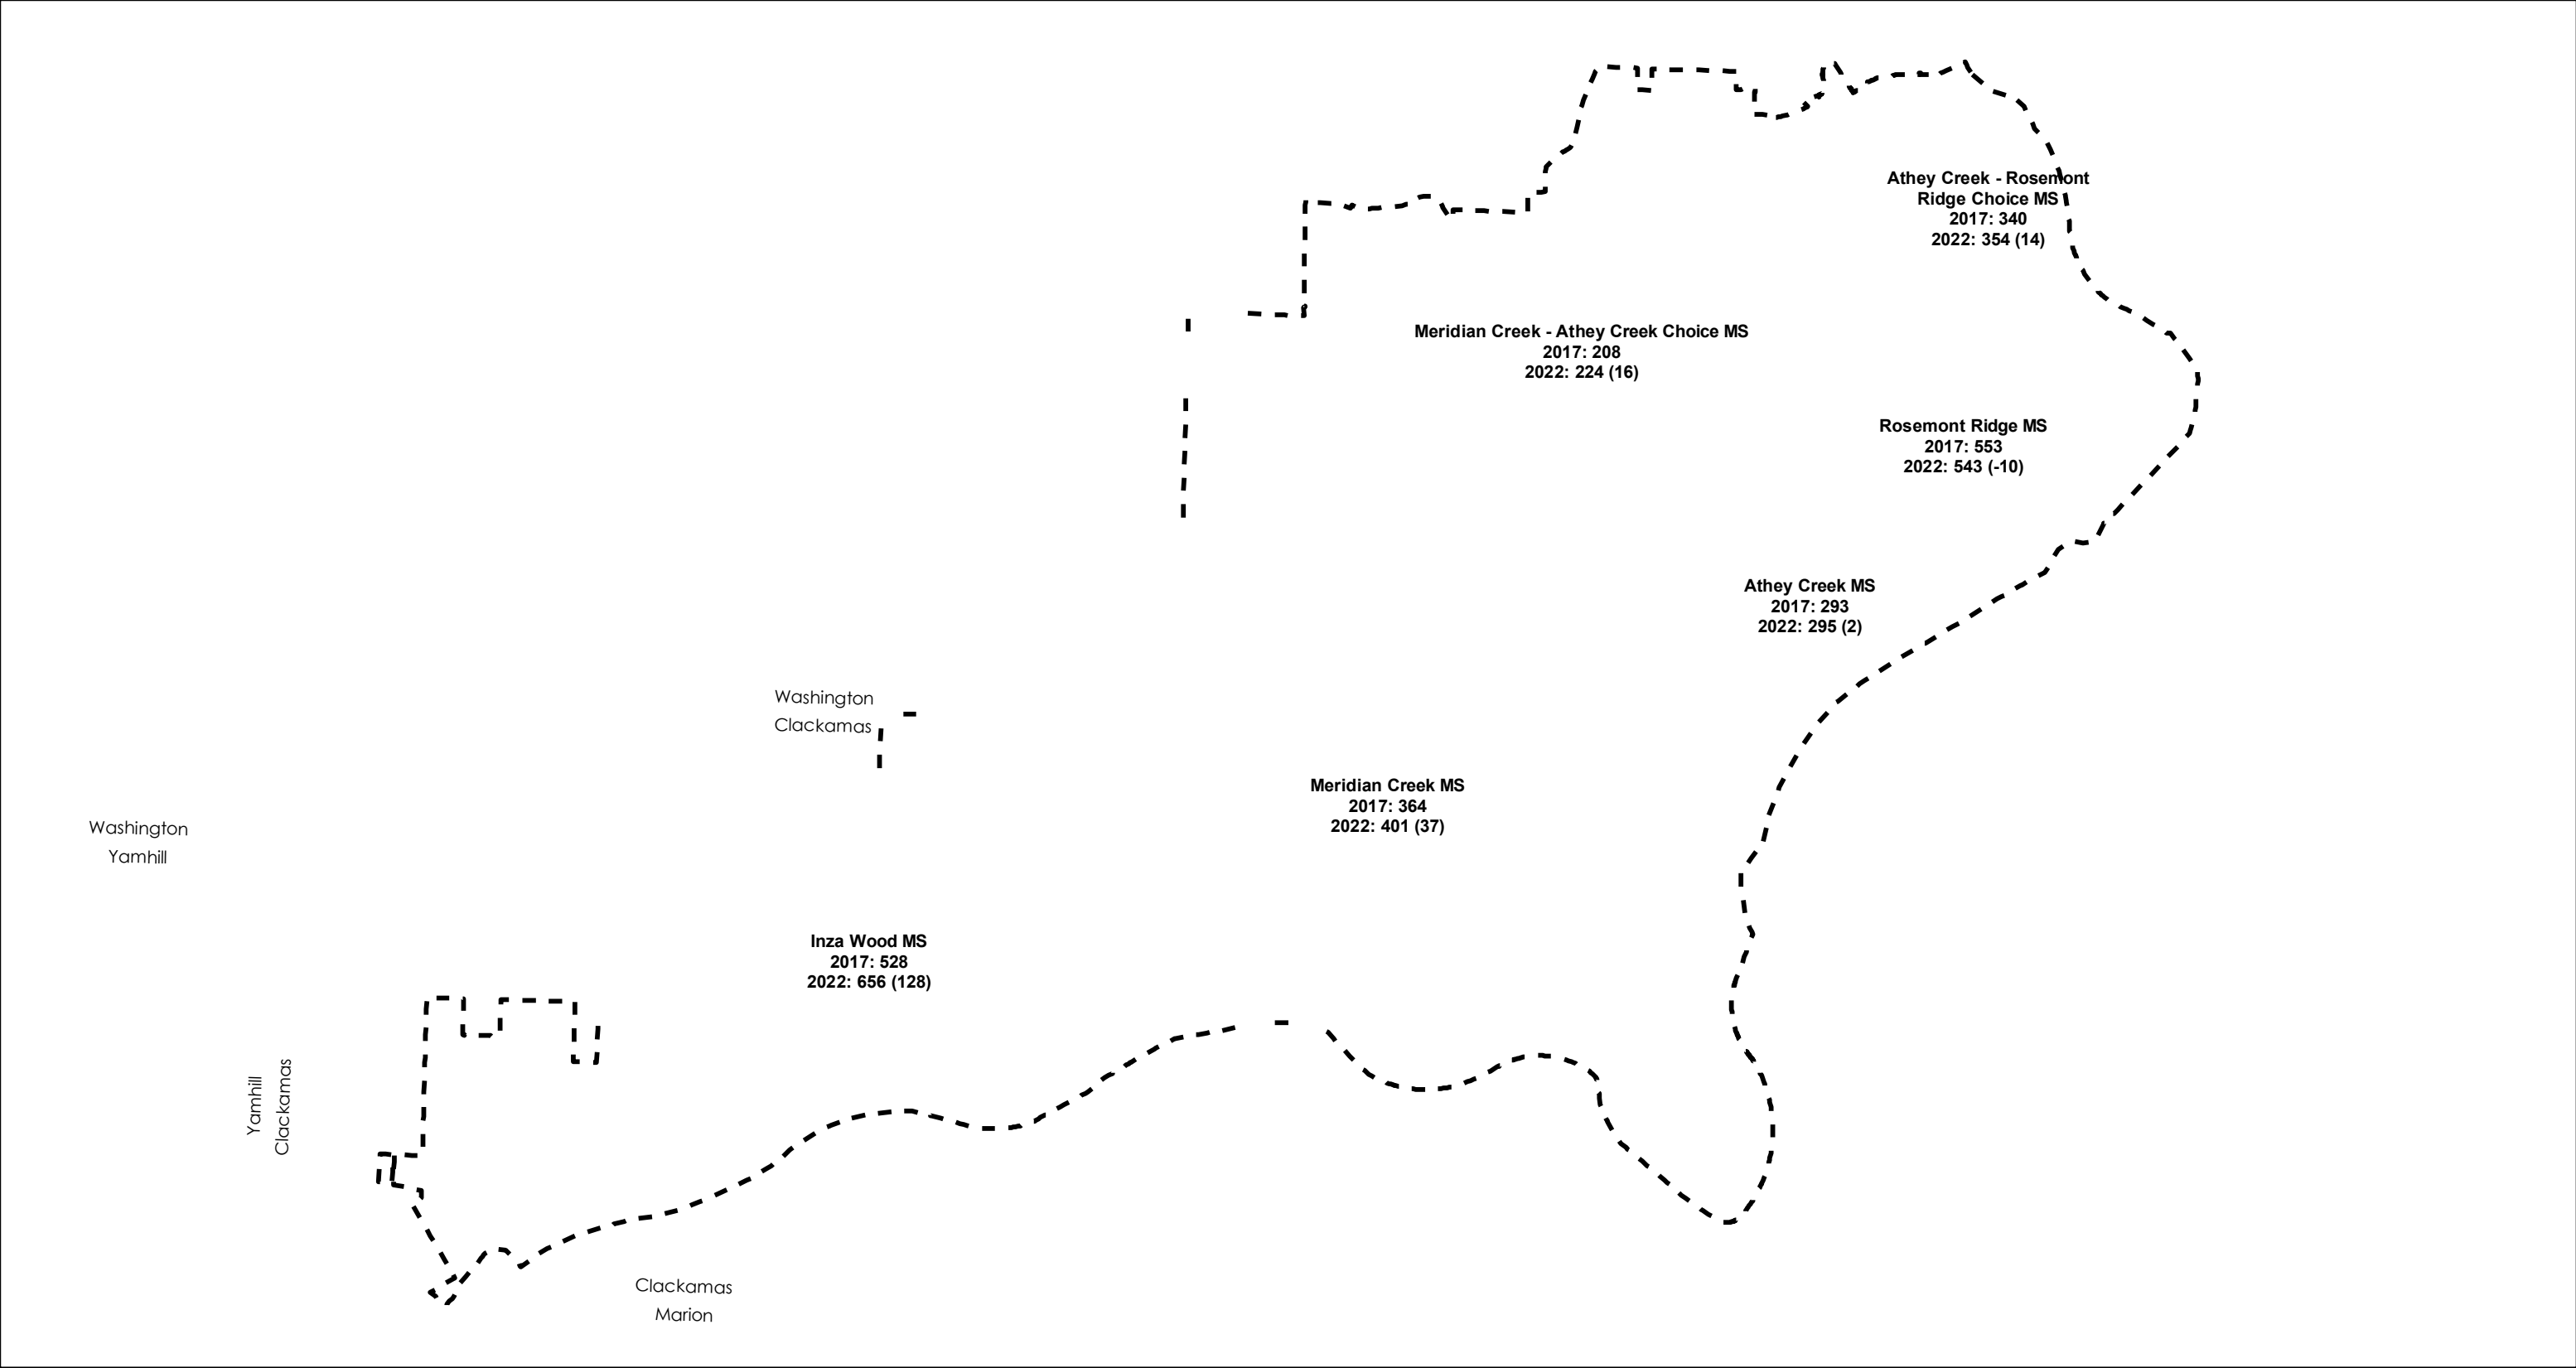 Athey Creek - Rosemont
Ridge Choice MS
2017: 340
2022: 354 (14)
Meridian Creek - Athey Creek Choice MS
2017: 208
2022: 224 (16)
Rosemont Ridge MS
2017: 553
2022: 543 (-10)
Athey Creek MS
2017: 293
2022: 295 (2)
Washington
Clackamas
Meridian Creek MS
2017: 364
2022: 401 (37)
Washington
Yamhill
Inza Wood MS
2017: 528
2022: 656 (128)
Yamhill
Clackamas
Clackamas
Marion